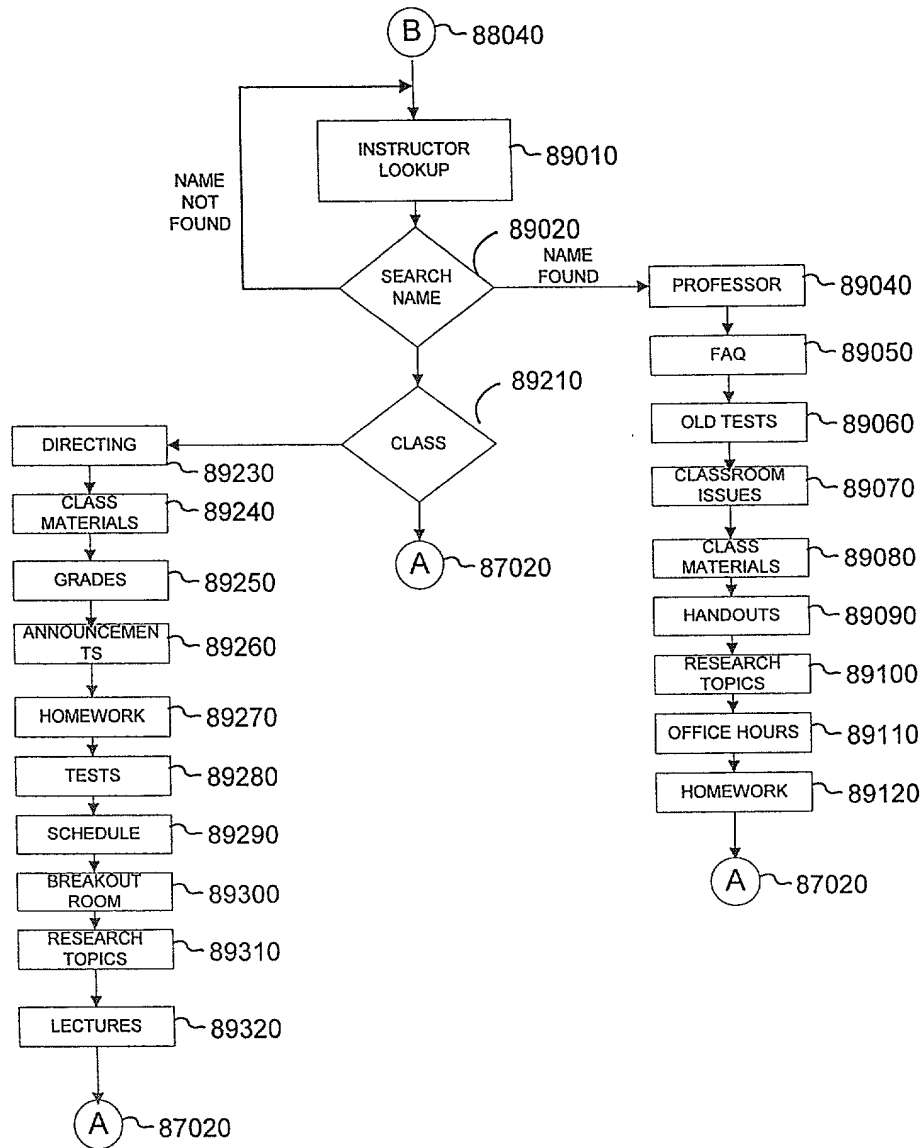 B
88040
INSTRUCTOR
LOOKUP
89010
NAME
NOT
FOUND
89020
SEARCH
NAME
NAME
FOUND
PROFESSOR
89040
FAQ
89050
OLD TESTS
89060
CLASSROOM
ISSUES
89070
CLASS
MATERIALS
89080
HANDOUTS
89090
RESEARCH
TOPICS
89100
OFFICE HOURS
89110
HOMEWORK
89120
A
87020
89210
CLASS
A
87020
DIRECTING
89230
CLASS
MATERIALS
89240
GRADES
89250
ANNOUNCEMEN
TS
89260
HOMEWORK
89270
TESTS
89280
SCHEDULE
89290
BREAKOUT
ROOM
89300
RESEARCH
TOPICS
89310
LECTURES
89320
A
87020